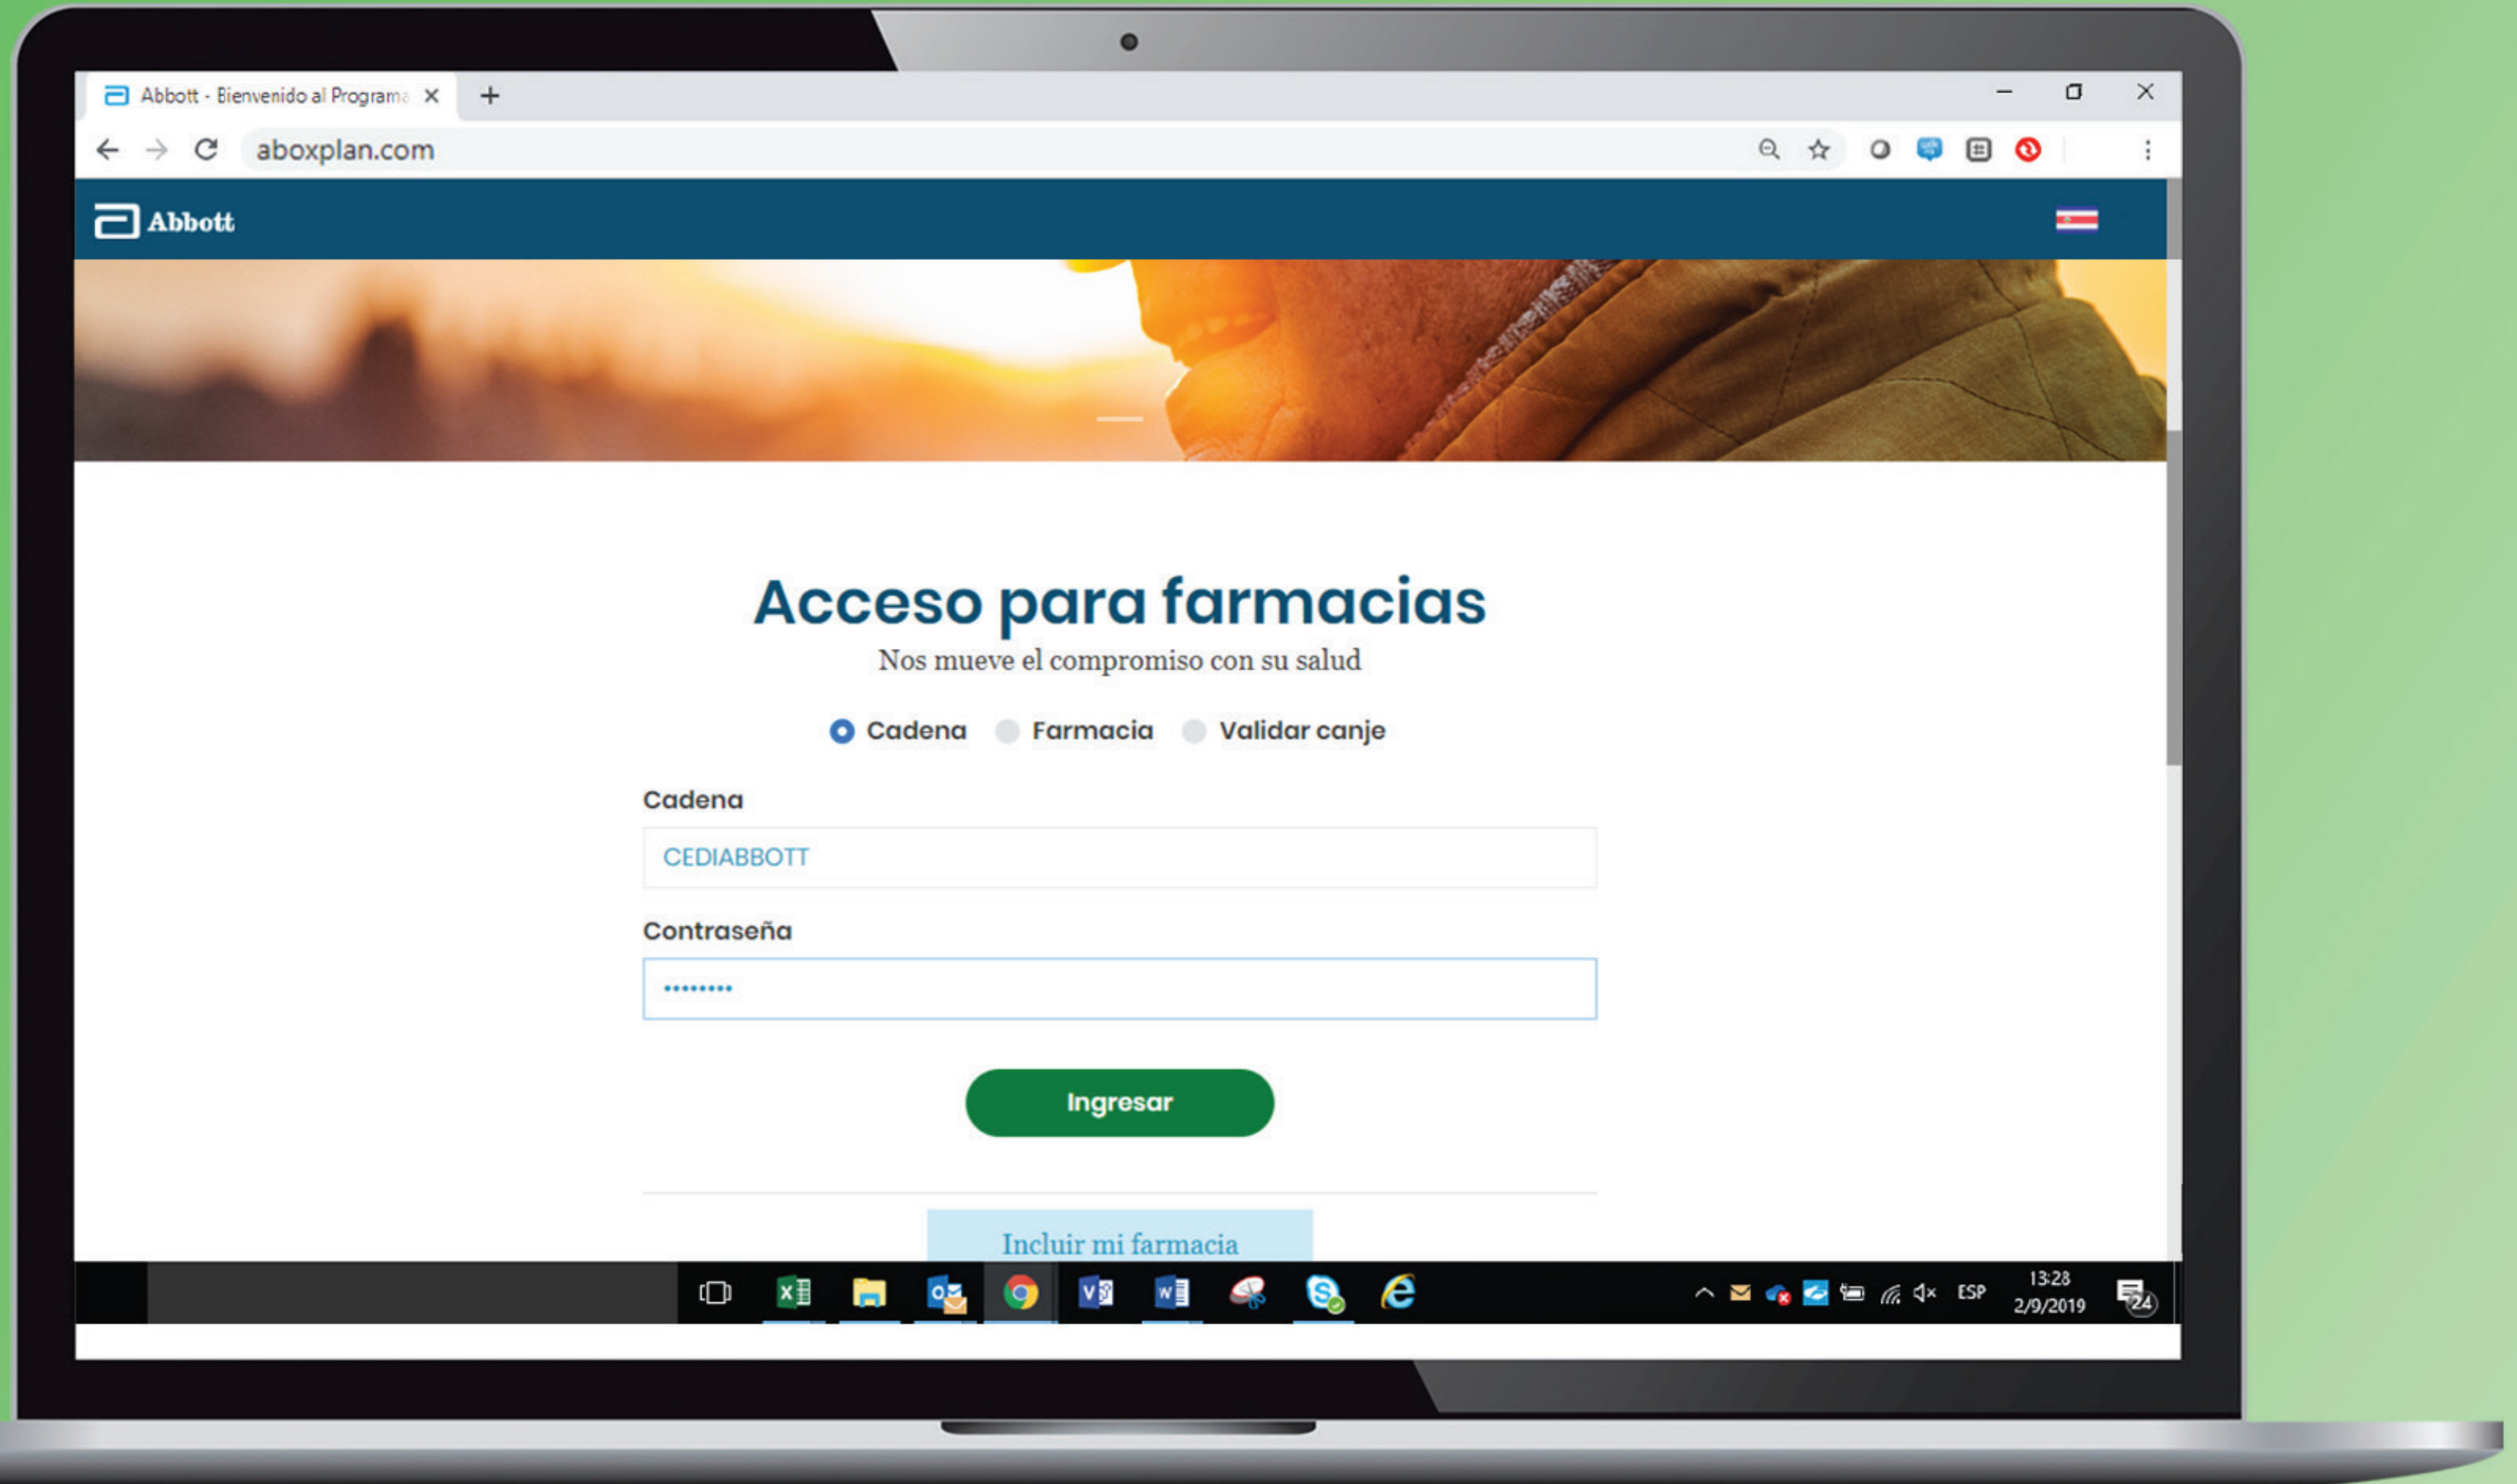 Abbott - Bienvenido al Programa
aboxplan.com
Abbott
Acceso para farmacias
Nos mueve el compromiso con su salud
Cadena Farmacia Validar canje
Cadena
CEDIABBOTT
Contraseña
••••••••
Ingresar
Incluir mi farmacia
ESP
13:28
2/9/2019
24